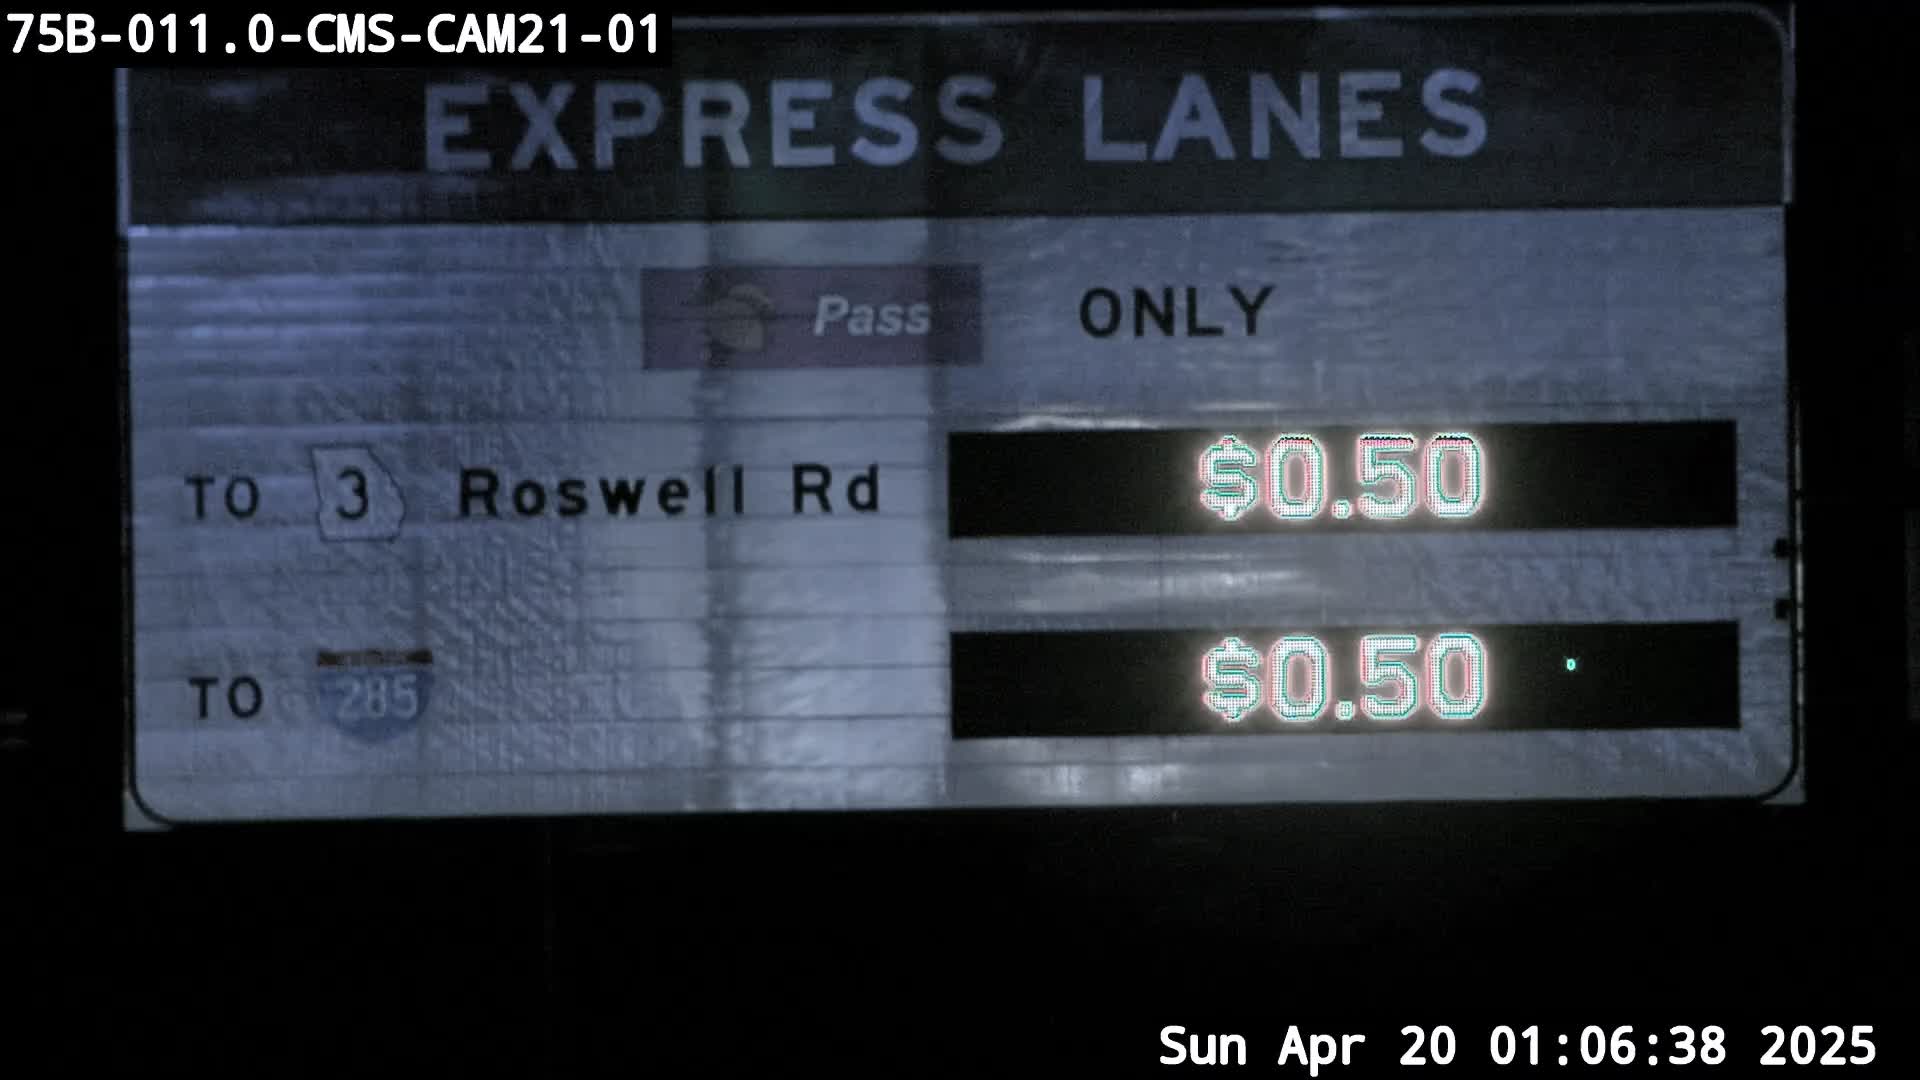 75B-011.0-CMS-CAM21-01
EXPRESS LANES
Pass ONLY
TO 3 Roswell Rd $0.50
TO 285 $0.50
Sun Apr 20 01:06:38 2025